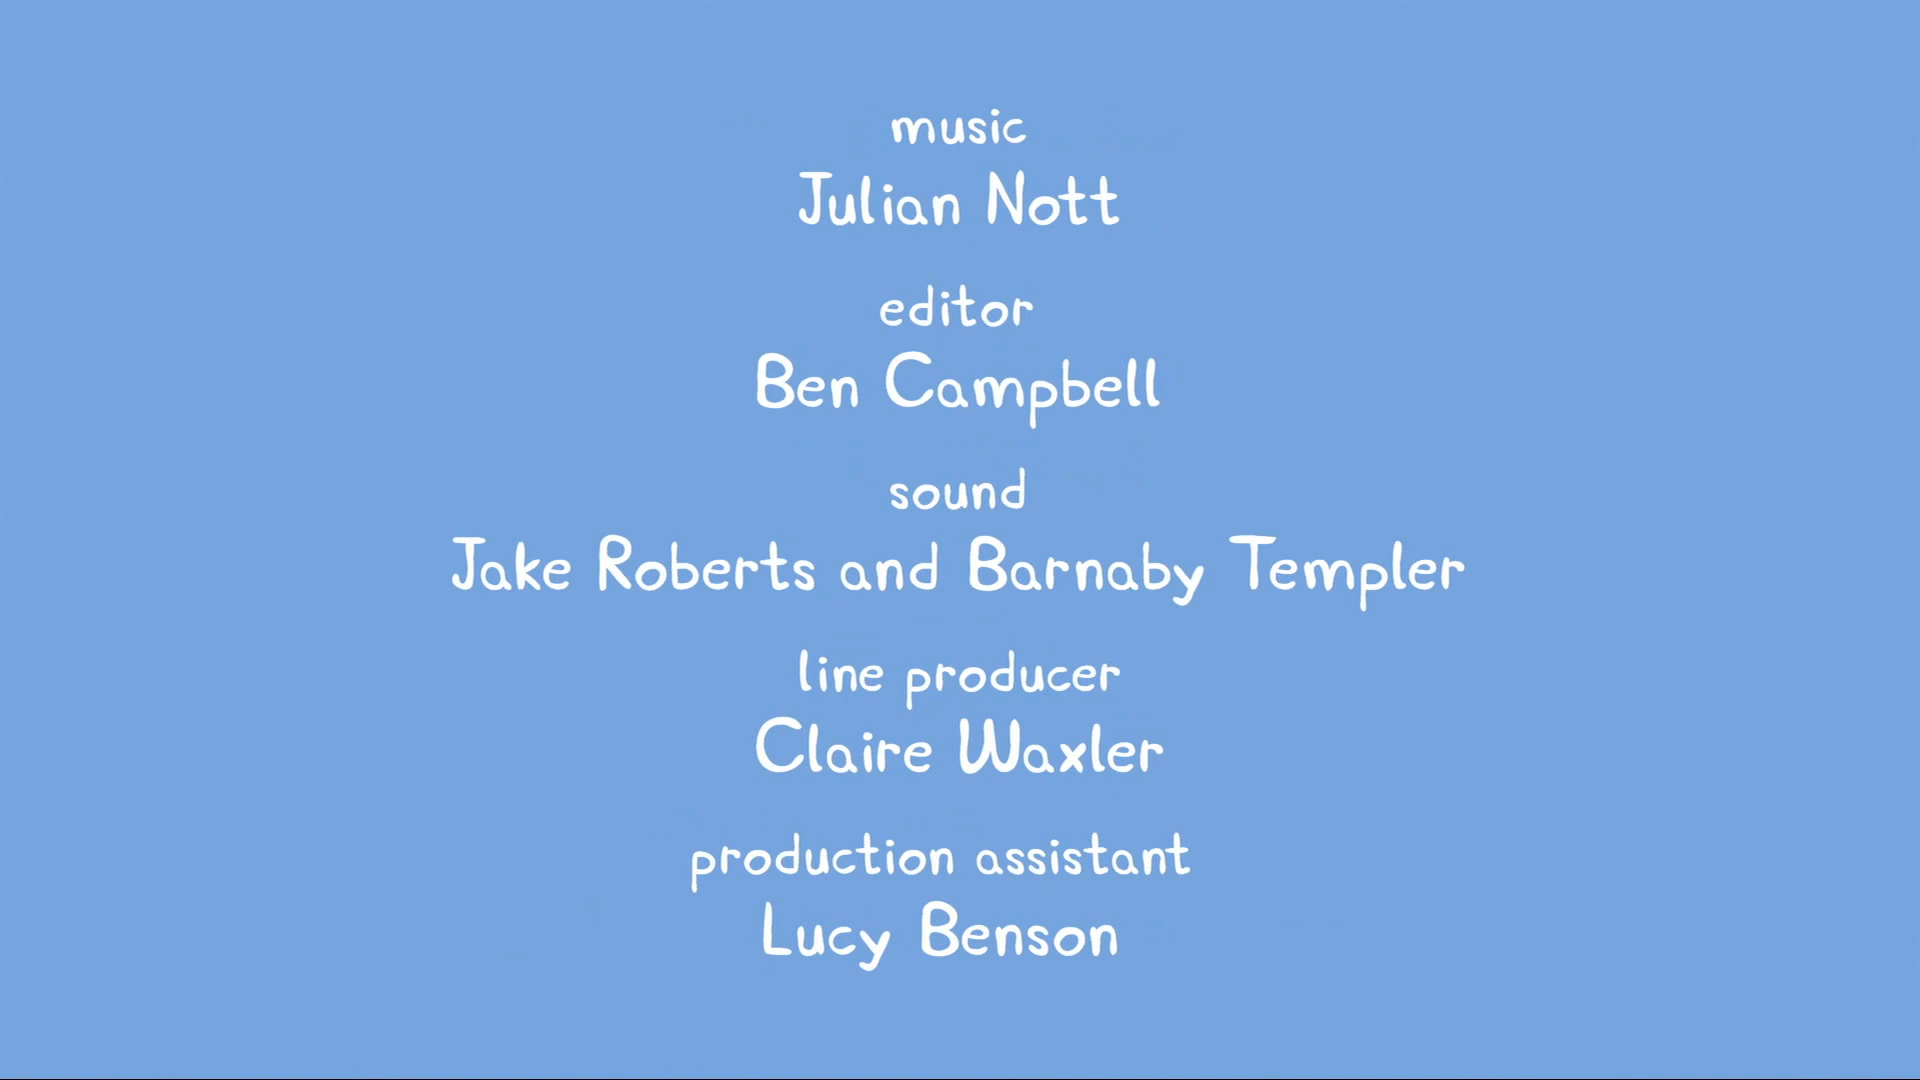 music
Julian Nott
editor
Ben Campbell
sound
Jake Roberts and Barnaby Templer
line producer
Claire Waxler
production assistant
Lucy Benson